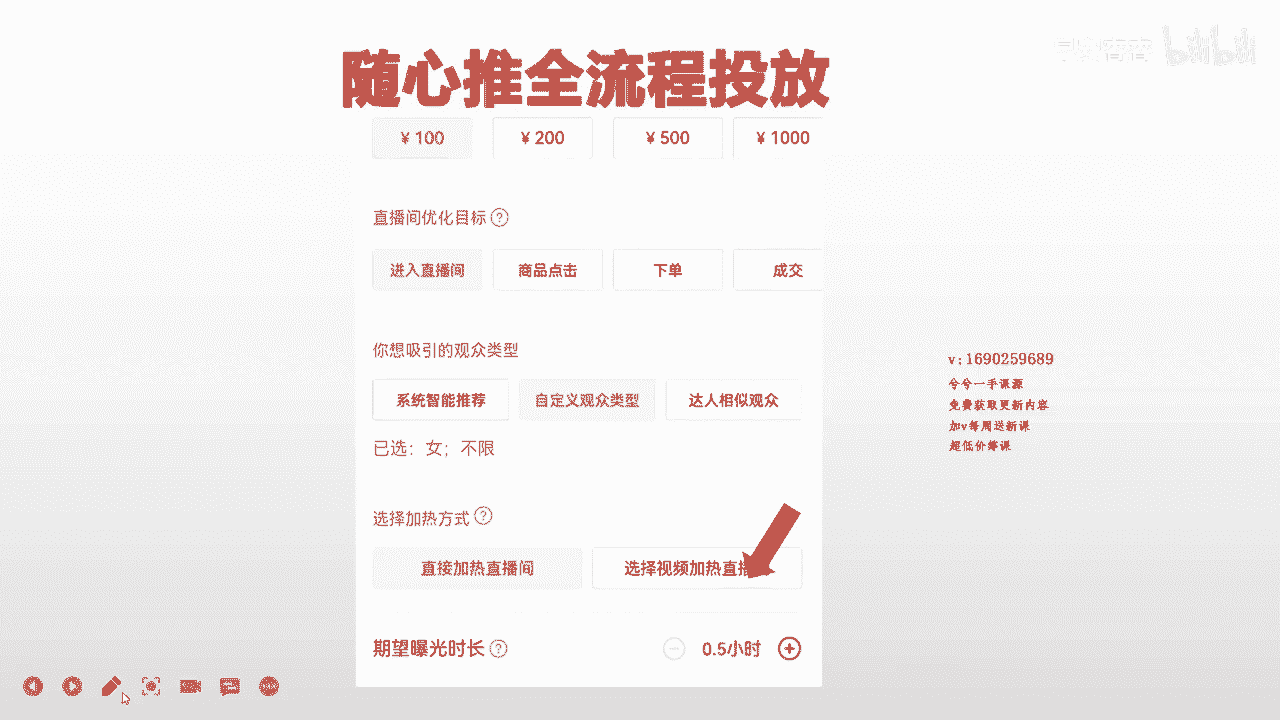 随心推全流程投放
¥ 100 ¥ 200 ¥ 500 ¥ 1000
直播间优化目标 ?
进入直播间 商品点击 下单 成交
你想吸引的观众类型
系统智能推荐 自定义观众类型 达人相似观众
已选：女；不限
选择加热方式 ?
直接加热直播间 选择视频加热直播
期望曝光时长 ? 0.5小时
v:1690259689
兮兮一手课源
免费获取更新内容
加v每周送新课
超低价等课
bilibili